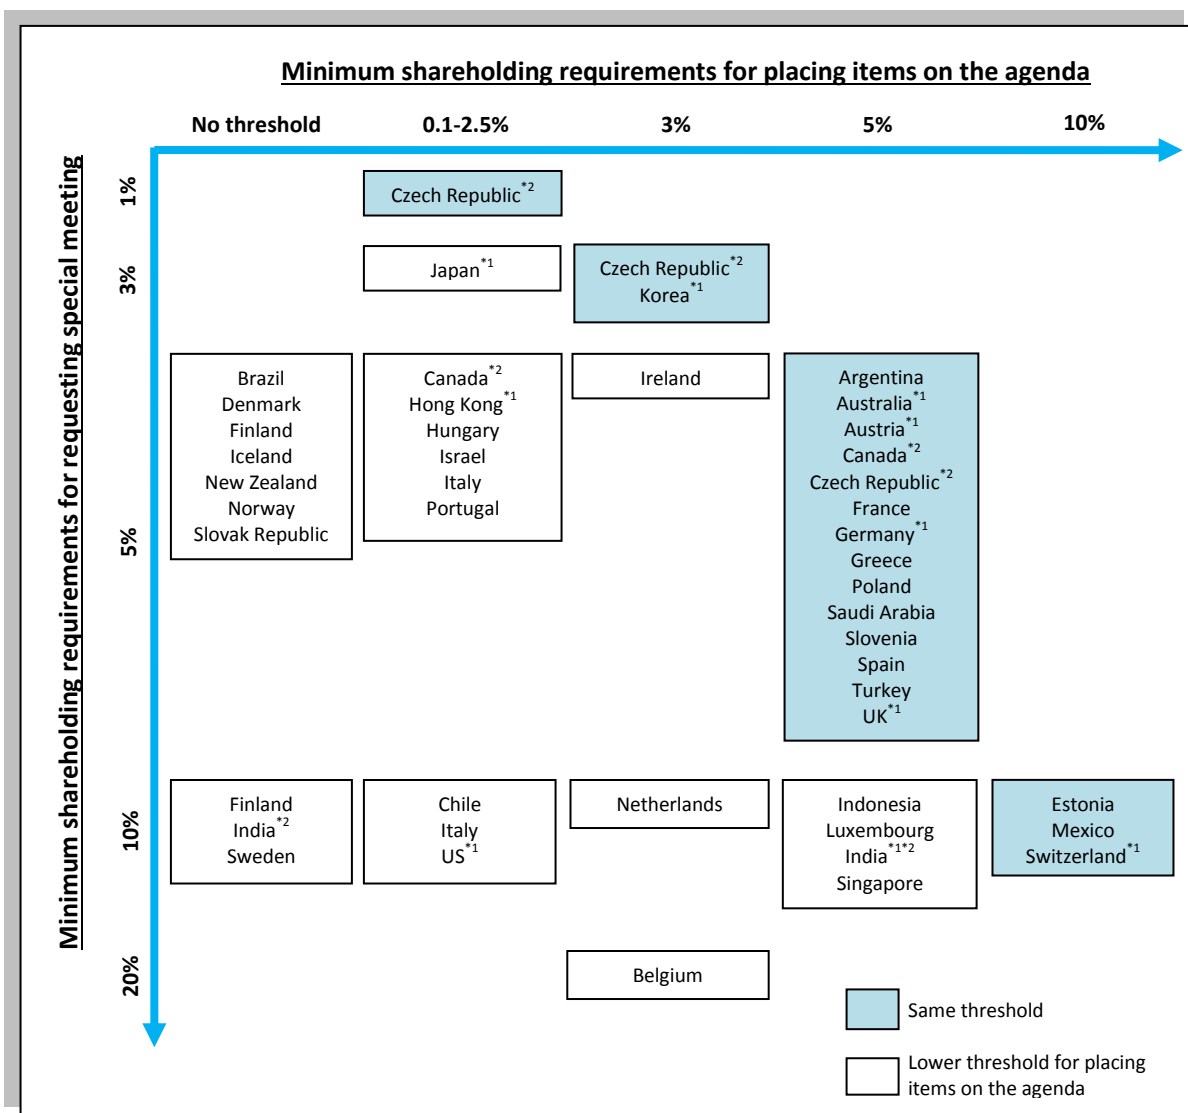 Minimum shareholding requirements for placing items on the agenda
No threshold
0.1-2.5%
3%
5%
10%
Minimum shareholding requirements for requesting special meeting
1%
Czech Republic*2
3%
Japan*1
Czech Republic*2
Korea*1
5%
Brazil
Denmark
Finland
Iceland
New Zealand
Norway
Slovak Republic
Canada*2
Hong Kong*1
Hungary
Israel
Italy
Portugal
Ireland
Argentina
Australia*1
Austria*1
Canada*2
Czech Republic*2
France
Germany*1
Greece
Poland
Saudi Arabia
Slovenia
Spain
Turkey
UK*1
10%
Finland
India*2
Sweden
Chile
Italy
US*1
Netherlands
Indonesia
Luxembourg
India*1*2
Singapore
Estonia
Mexico
Switzerland*1
20%
Belgium
Same threshold
Lower threshold for placing
items on the agenda